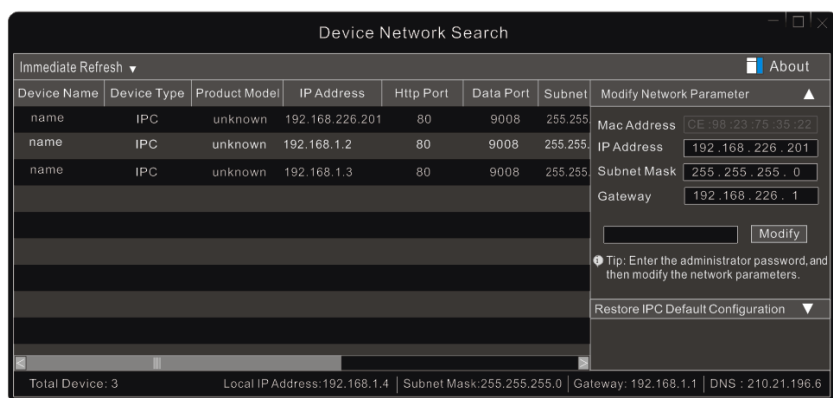 Device Network Search
Immediate Refresh
About
Device Name Device Type Product Model IP Address Http Port Data Port Subnet
name IPC unknown 192.168.226.201 80 9008 255.255.
name IPC unknown 192.168.1.2 80 9008 255.255.
name IPC unknown 192.168.1.3 80 9008 255.255.
Modify Network Parameter
Mac Address CE :98 :23 :75 :35 :22
IP Address 192 .168 . 226 . 201
Subnet Mask 255 . 255 . 255 . 0
Gateway 192 .168 . 226 . 1
Modify
Tip: Enter the administrator password, and
then modify the network parameters.
Restore IPC Default Configuration
Total Device: 3 Local IP Address:192.168.1.4 Subnet Mask:255.255.255.0 Gateway: 192.168.1.1 DNS : 210.21.196.6